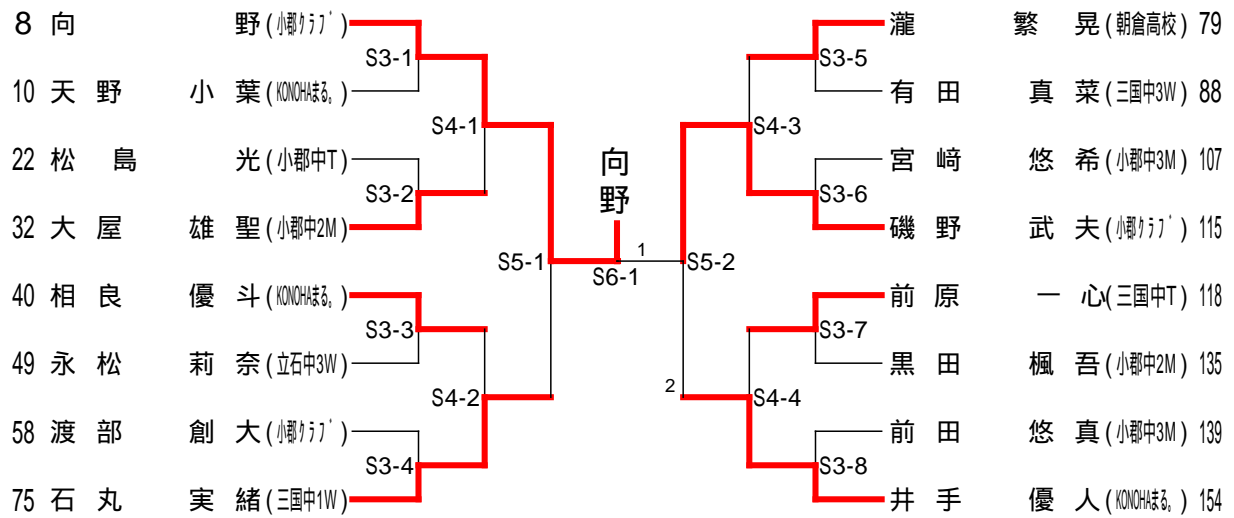 8 向 野 (小郡クラブ)
S3-1
10 天野 小葉 (KONOHAまる。)
S4-1
22 松島 光 (小郡中T)
S3-2
32 大屋 雄聖 (小郡中2M)
S5-1
40 相良 優斗 (KONOHAまる。)
S3-3
49 永松 莉奈 (立石中3W)
S4-2
58 渡部 創大 (小郡クラブ)
S3-4
75 石丸 実緒 (三国中1W)
向野
S6-1
1
2
瀧 繁晃 (朝倉高校) 79
S3-5
有田 真菜 (三国中3W) 88
S4-3
宮﨑 悠希 (小郡中3M) 107
S3-6
磯野 武夫 (小郡クラブ) 115
S5-2
前原 一心 (三国中T) 118
S3-7
黒田 楓吾 (小郡中2M) 135
S4-4
前田 悠真 (小郡中3M) 139
S3-8
井手 優人 (KONOHAまる。) 154